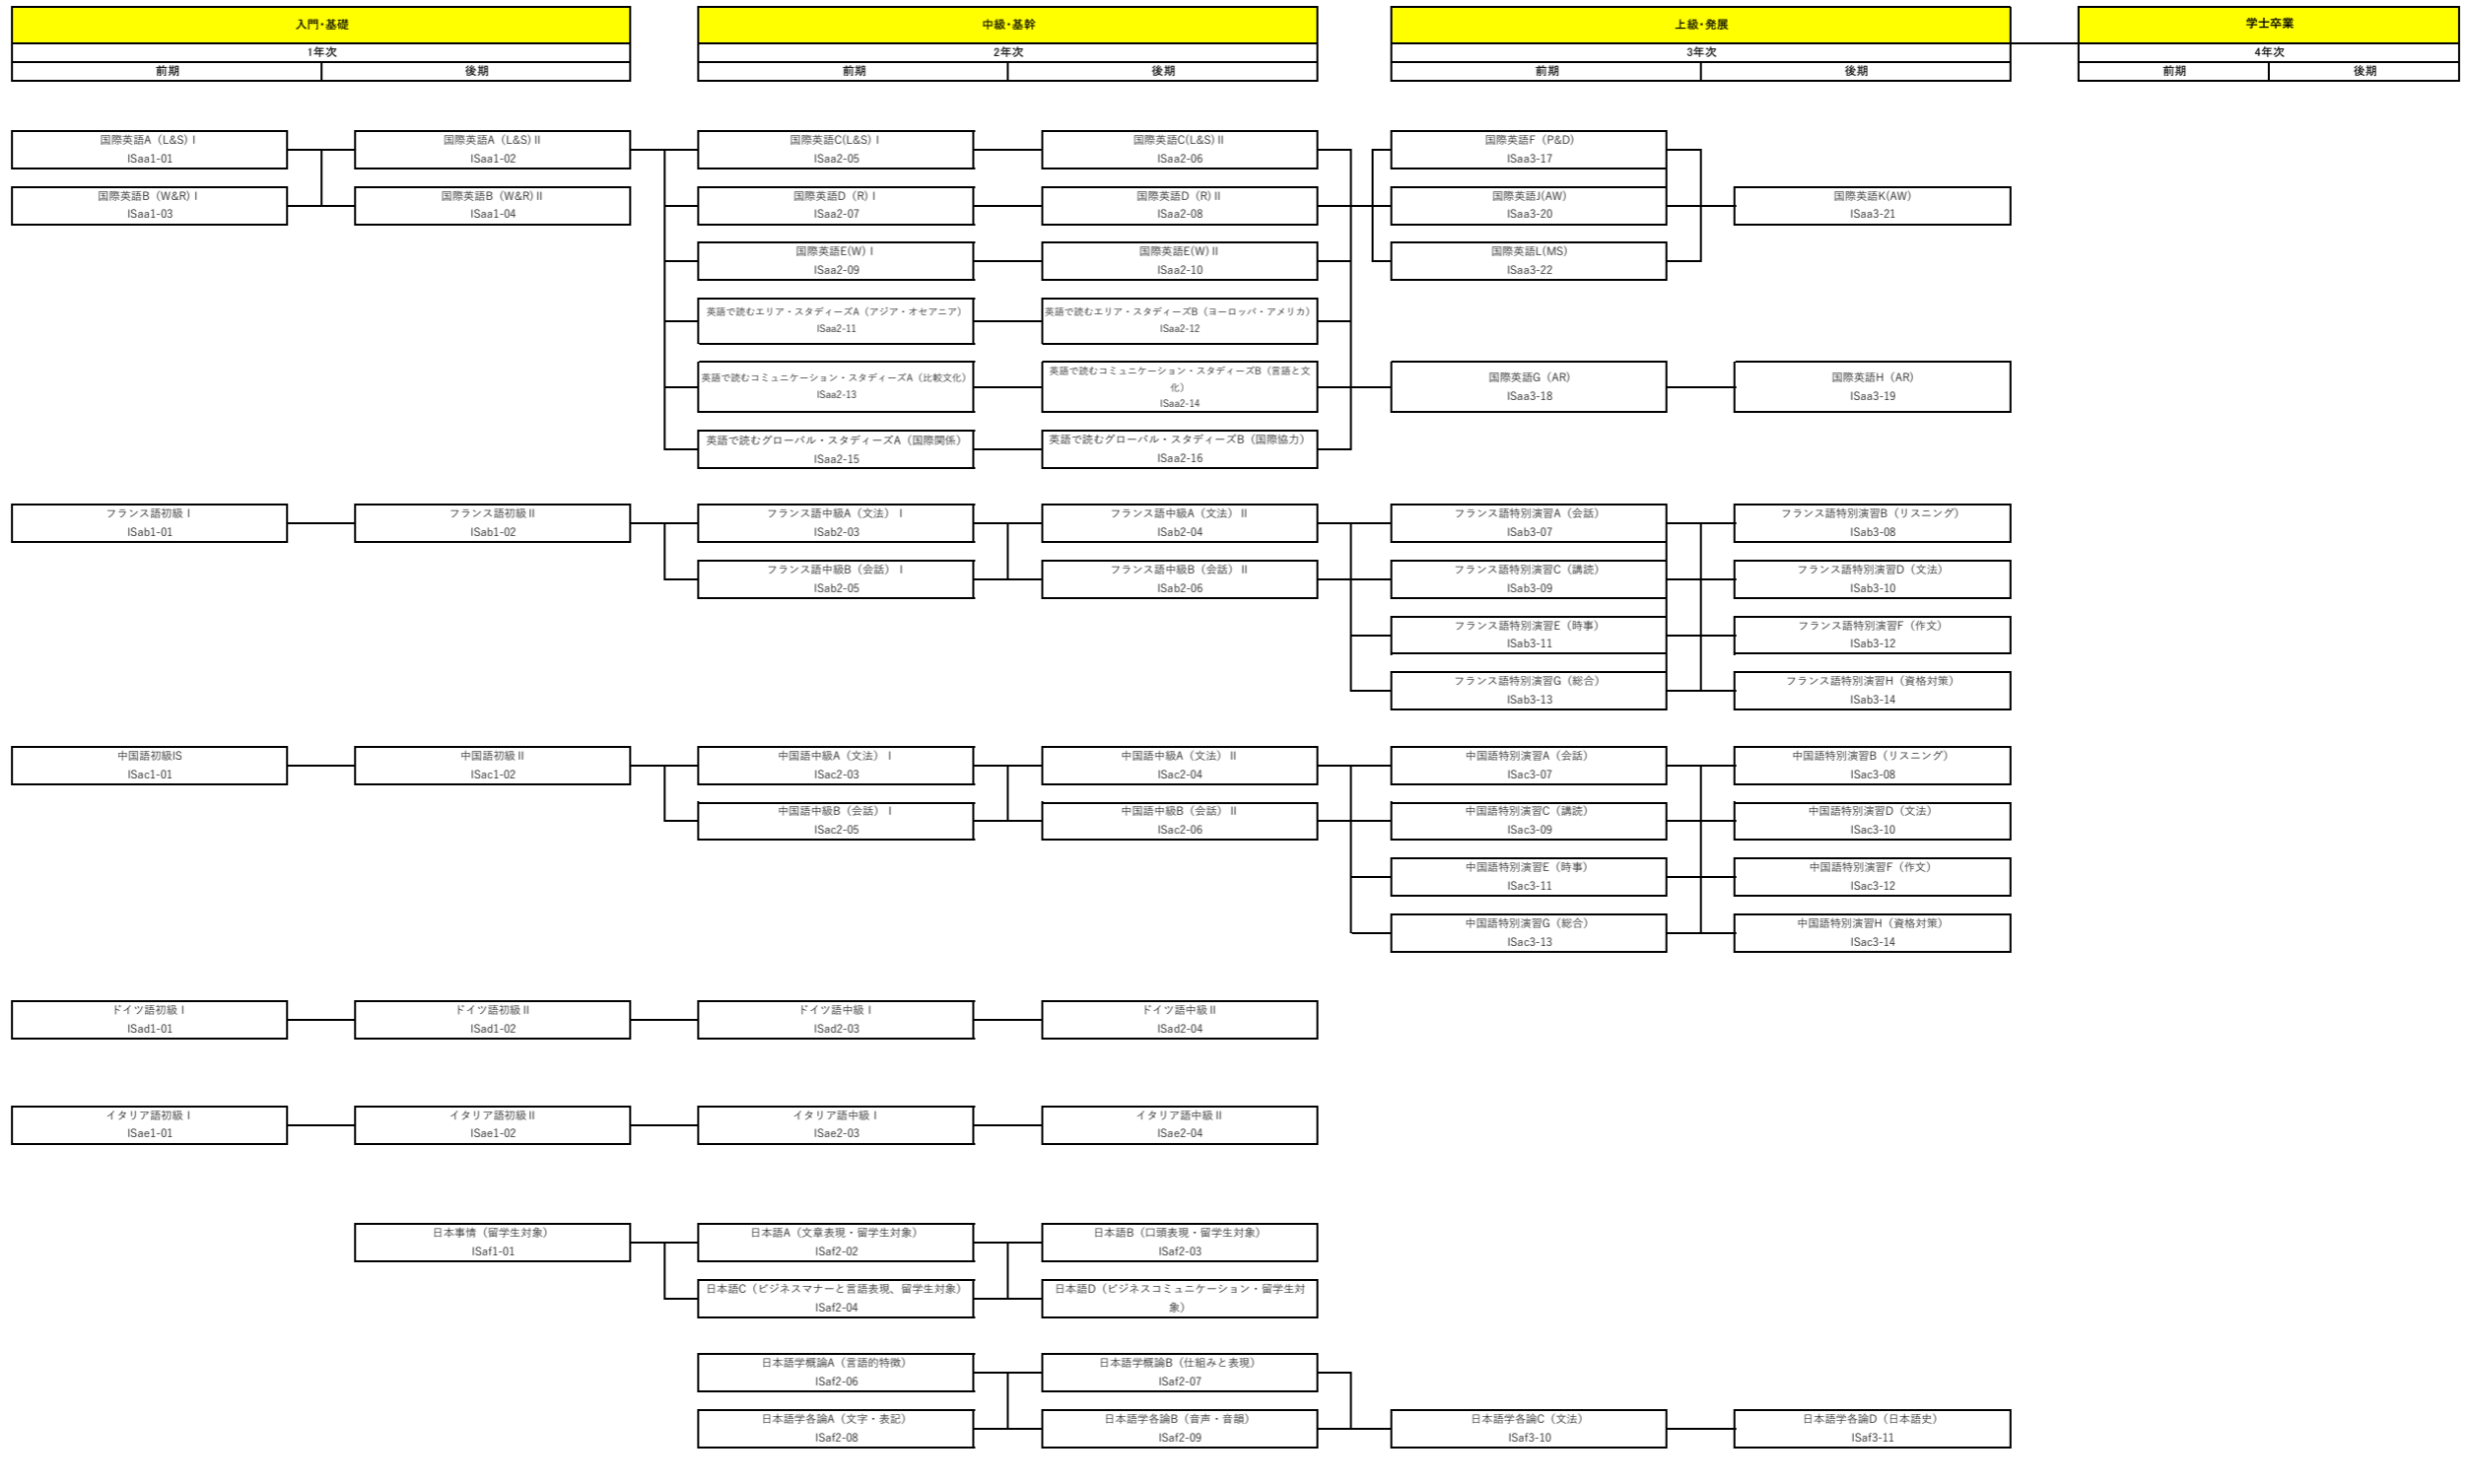 入門・基礎
中級・基幹
上級・発展
学士卒業
1年次
2年次
3年次
4年次
前期
後期
前期
後期
前期
後期
前期
後期
国際英語A（L&S)Ⅰ
ISaa1-01
国際英語A（L&S)Ⅱ
ISaa1-02
国際英語C(L&S)Ⅰ
ISaa2-05
国際英語C(L&S)Ⅱ
ISaa2-06
国際英語F（P&D)
ISaa3-17
国際英語B（W&R)Ⅰ
ISaa1-03
国際英語B（W&R)Ⅱ
ISaa1-04
国際英語D（R)Ⅰ
ISaa2-07
国際英語D（R)Ⅱ
ISaa2-08
国際英語J(AW)
ISaa3-20
国際英語K(AW)
ISaa3-21
国際英語E(W)Ⅰ
ISaa2-09
国際英語E(W)Ⅱ
ISaa2-10
国際英語L(MS)
ISaa3-22
英語で読むエリア・スタディーズA（アジア・オセアニア）
ISaa2-11
英語で読むエリア・スタディーズB（ヨーロッパ・アメリカ）
ISaa2-12
英語で読むコミュニケーション・スタディーズA（比較文化）
ISaa2-13
英語で読むコミュニケーション・スタディーズB（言語と文
化）
ISaa2-14
国際英語G（AR)
ISaa3-18
国際英語H（AR)
ISaa3-19
英語で読むグローバル・スタディーズA（国際関係）
ISaa2-15
英語で読むグローバル・スタディーズB（国際協力）
ISaa2-16
フランス語初級Ⅰ
ISab1-01
フランス語初級Ⅱ
ISab1-02
フランス語中級A（文法）Ⅰ
ISab2-03
フランス語中級A（文法）Ⅱ
ISab2-04
フランス語特別演習A（会話）
ISab3-07
フランス語特別演習B（リスニング）
ISab3-08
フランス語中級B（会話）Ⅰ
ISab2-05
フランス語中級B（会話）Ⅱ
ISab2-06
フランス語特別演習C（講読）
ISab3-09
フランス語特別演習D（文法）
ISab3-10
フランス語特別演習E（時事）
ISab3-11
フランス語特別演習F（作文）
ISab3-12
フランス語特別演習G（総合）
ISab3-13
フランス語特別演習H（資格対策）
ISab3-14
中国語初級IS
ISac1-01
中国語初級Ⅱ
ISac1-02
中国語中級A（文法）Ⅰ
ISac2-03
中国語中級A（文法）Ⅱ
ISac2-04
中国語特別演習A（会話）
ISac3-07
中国語特別演習B（リスニング）
ISac3-08
中国語中級B（会話）Ⅰ
ISac2-05
中国語中級B（会話）Ⅱ
ISac2-06
中国語特別演習C（講読）
ISac3-09
中国語特別演習D（文法）
ISac3-10
中国語特別演習E（時事）
ISac3-11
中国語特別演習F（作文）
ISac3-12
中国語特別演習G（総合）
ISac3-13
中国語特別演習H（資格対策）
ISac3-14
ドイツ語初級Ⅰ
ISad1-01
ドイツ語初級Ⅱ
ISad1-02
ドイツ語中級Ⅰ
ISad2-03
ドイツ語中級Ⅱ
ISad2-04
イタリア語初級Ⅰ
ISae1-01
イタリア語初級Ⅱ
ISae1-02
イタリア語中級Ⅰ
ISae2-03
イタリア語中級Ⅱ
ISae2-04
日本事情（留学生対象）
ISaf1-01
日本語A（文章表現・留学生対象）
ISaf2-02
日本語B（口頭表現・留学生対象）
ISaf2-03
日本語C（ビジネスマナーと言語表現、留学生対象）
ISaf2-04
日本語D（ビジネスコミュニケーション・留学生対
象）
日本語学概論A（言語的特徴）
ISaf2-06
日本語学概論B（仕組みと表現）
ISaf2-07
日本語学各論A（文字・表記）
ISaf2-08
日本語学各論B（音声・音韻）
ISaf2-09
日本語学各論C（文法）
ISaf3-10
日本語学各論D（日本語史）
ISaf3-11